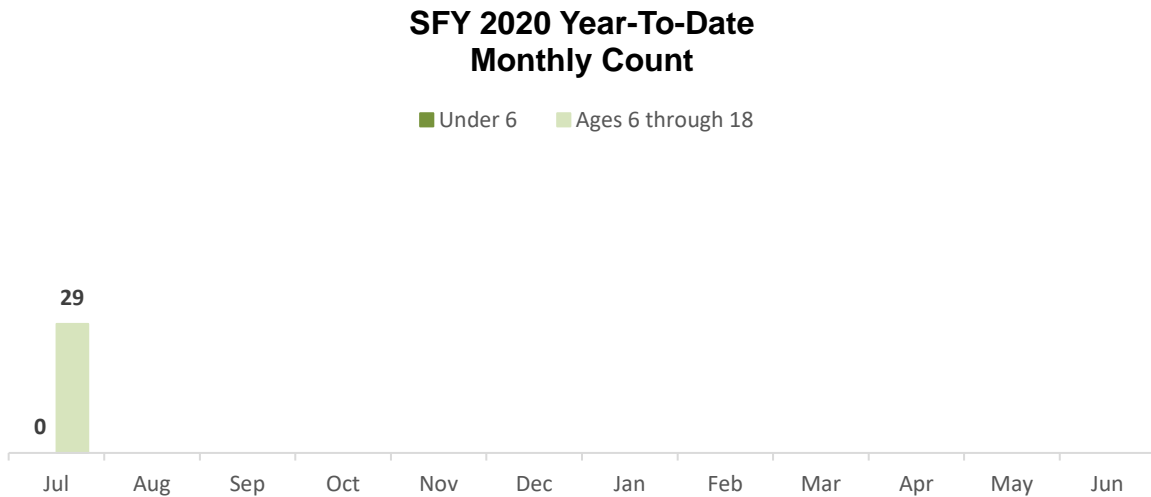 SFY 2020 Year-To-Date
Monthly Count
Under 6 Ages 6 through 18
29
0
Jul Aug Sep Oct Nov Dec Jan Feb Mar Apr May Jun